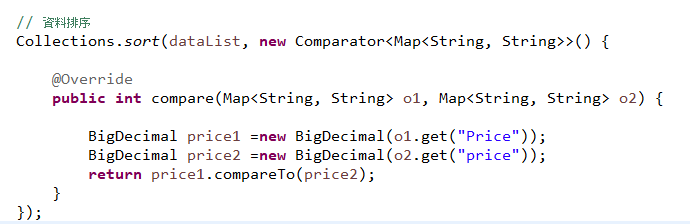 // 資料排序
Collections.sort(dataList, new Comparator<Map<String, String>>() {
@Override
public int compare(Map<String, String> o1, Map<String, String> o2) {
BigDecimal price1 =new BigDecimal(o1.get("Price"));
BigDecimal price2 =new BigDecimal(o2.get("price"));
return price1.compareTo(price2);
}
});